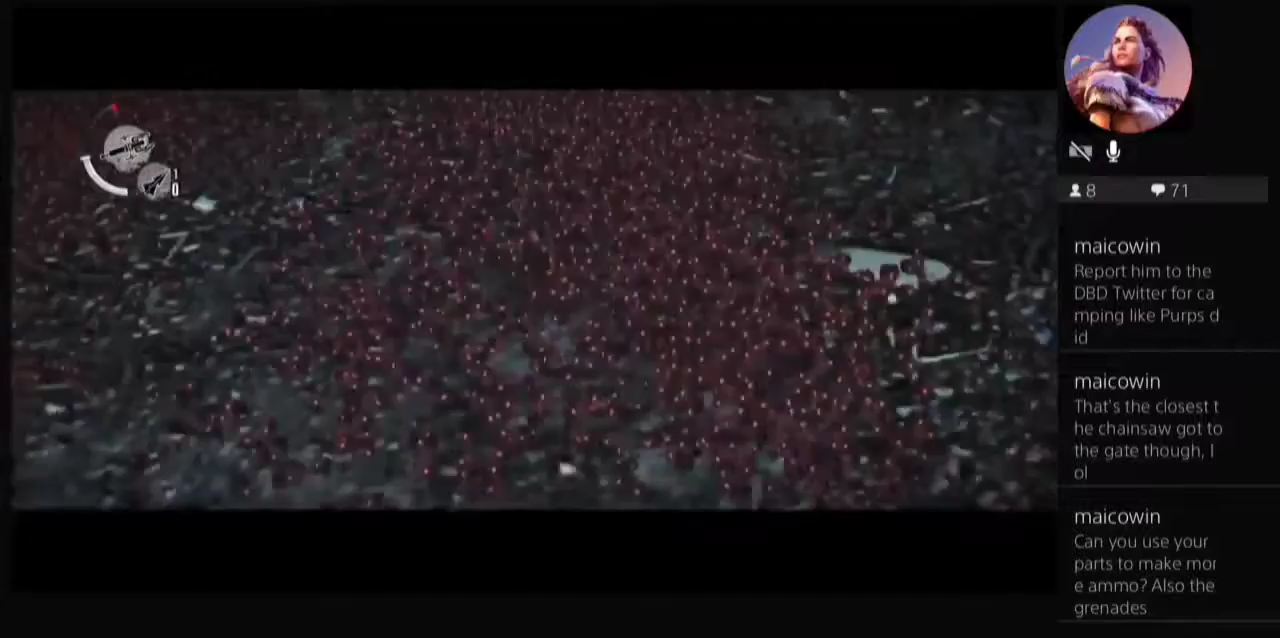 1
0
8
71
maicowin
Report him to the
DBD Twitter for ca
mping like Purps d
id
maicowin
That's the closest t
he chainsaw got to
the gate though, l
ol
maicowin
Can you use your
parts to make mor
e ammo? Also the
grenades